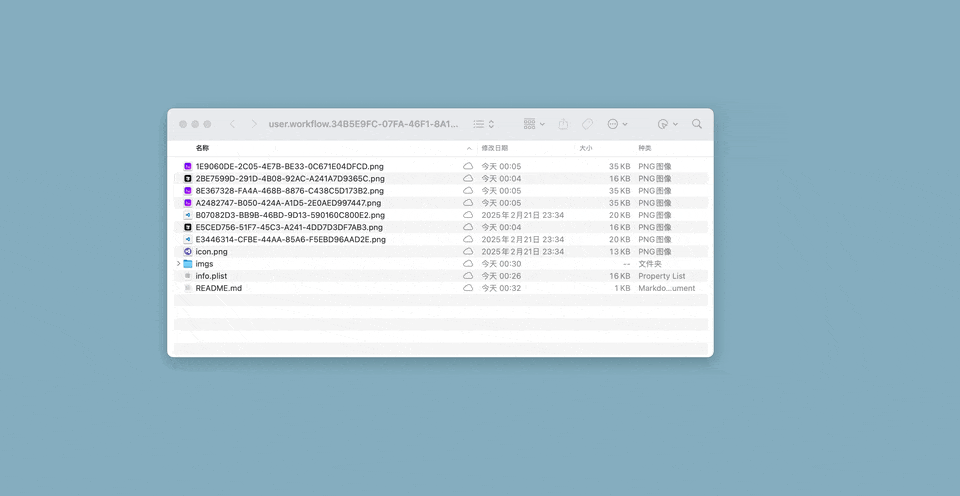 user.workflow.34B5E9FC-07FA-46F1-8A1...
名称 修改日期 大小 种类
1E9060DE-2C05-4E7B-BE33-0C671E04DFCD.png 今天 00:05 35 KB PNG图像
2BE7599D-291D-4B08-92AC-A241A7D9365C.png 今天 00:04 16 KB PNG图像
8E367328-FA4A-468B-8876-C438C5D173B2.png 今天 00:05 35 KB PNG图像
A2482747-B050-424A-A1D5-2E0AED997447.png 今天 00:05 35 KB PNG图像
B07082D3-BB9B-46BD-9D13-590160C800E2.png 2025年2月21日 23:34 20 KB PNG图像
E5CED756-51F7-45C3-A241-4DD7D3DF7AB3.png 今天 00:04 16 KB PNG图像
E3446314-CFBE-44AA-85A6-F5EBD96AAD2E.png 2025年2月21日 23:34 20 KB PNG图像
icon.png 2025年2月21日 23:34 13 KB PNG图像
imgs 今天 00:30 -- 文件夹
info.plist 今天 00:26 16 KB Property List
README.md 今天 00:32 1 KB Markdo...ument